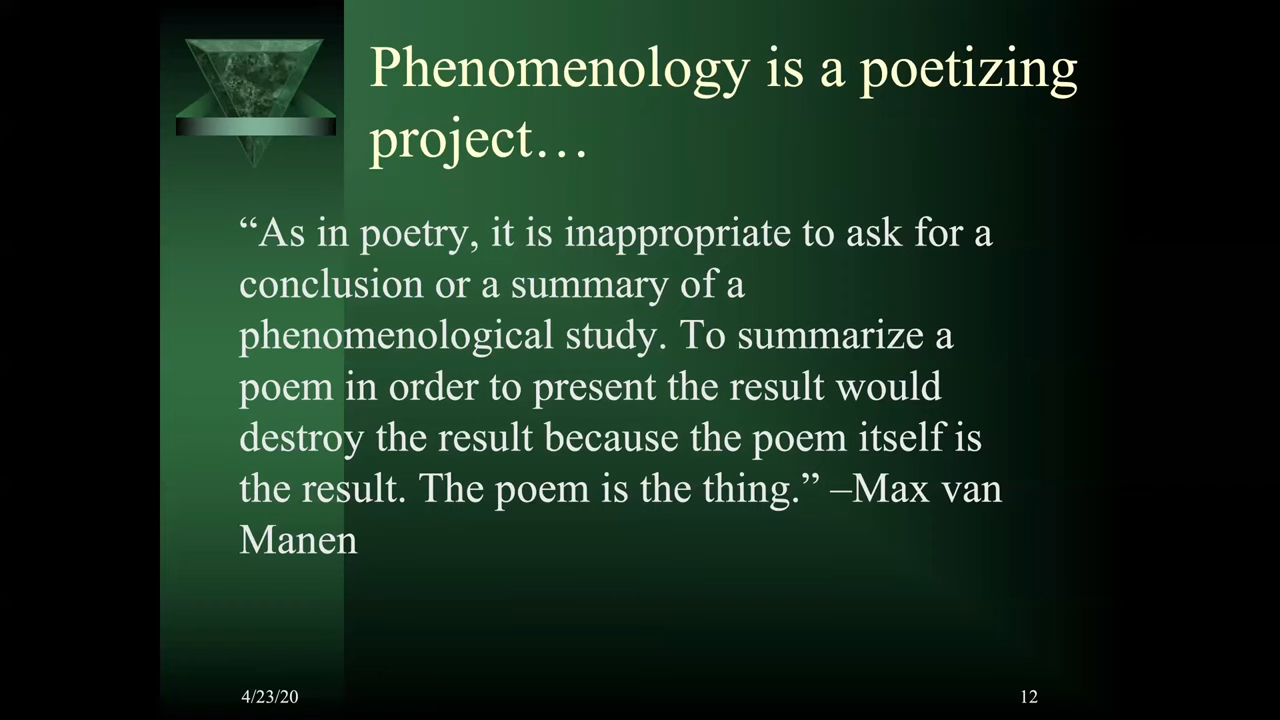 Phenomenology is a poetizing
project…
“As in poetry, it is inappropriate to ask for a
conclusion or a summary of a
phenomenological study. To summarize a
poem in order to present the result would
destroy the result because the poem itself is
the result. The poem is the thing.” –Max van
Manen
4/23/20
12